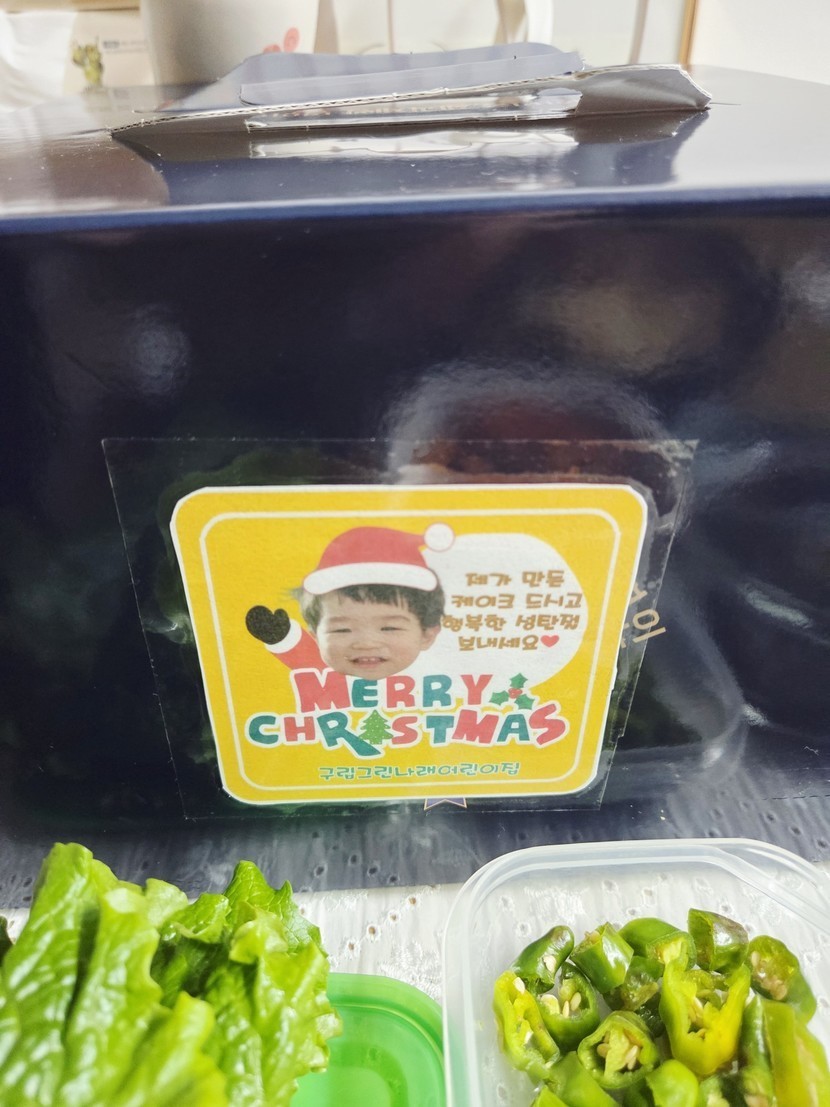 제가 만든
케이크 드시고
행복한 성탄절
보내세요
MERRY
CHRISTMAS
구립그린나래어린이집